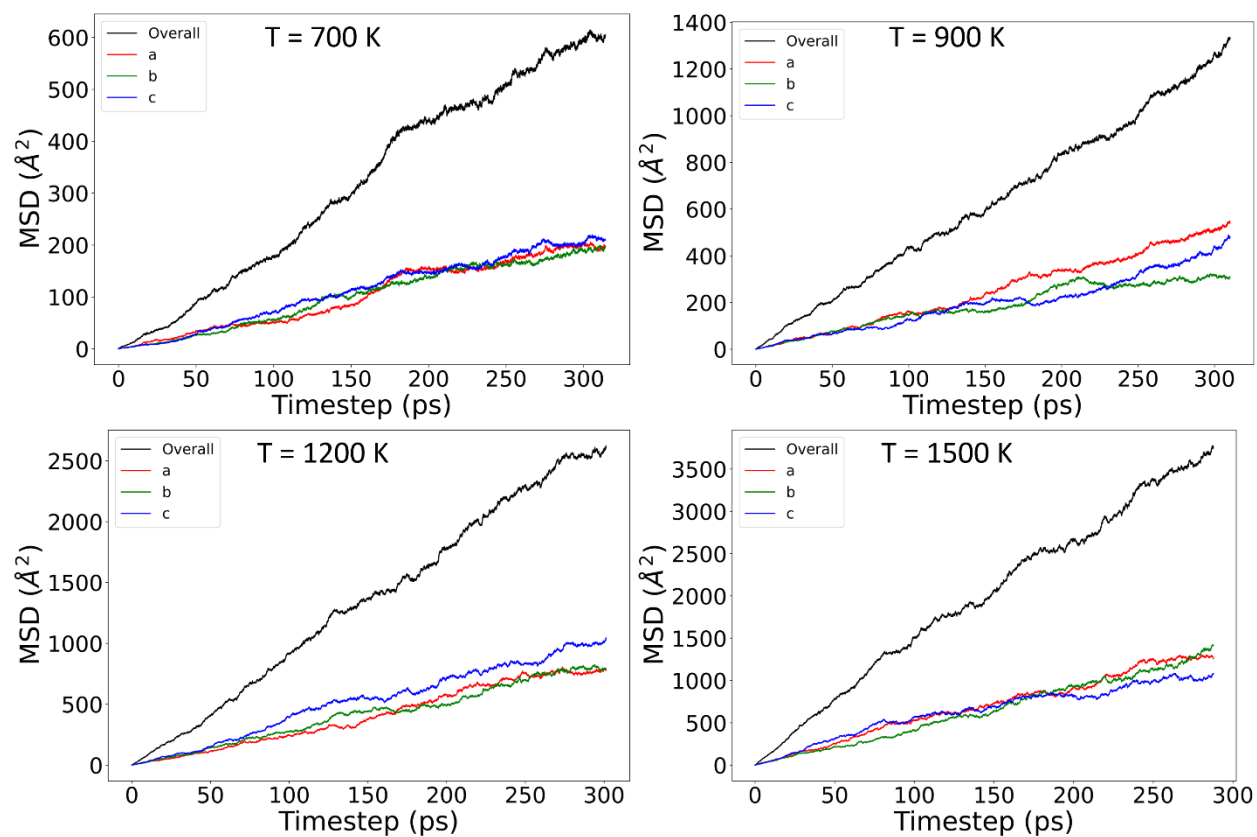 T = 700 K
Overall
a
b
c
600
500
400
300
200
100
0
MSD (Å²)
0 50 100 150 200 250 300
Timestep (ps)
T = 900 K
Overall
a
b
c
1400
1200
1000
800
600
400
200
0
MSD (Å²)
0 50 100 150 200 250 300
Timestep (ps)
T = 1200 K
Overall
a
b
c
2500
2000
1500
1000
500
0
MSD (Å²)
0 50 100 150 200 250 300
Timestep (ps)
T = 1500 K
Overall
a
b
c
3500
3000
2500
2000
1500
1000
500
0
MSD (Å²)
0 50 100 150 200 250 300
Timestep (ps)